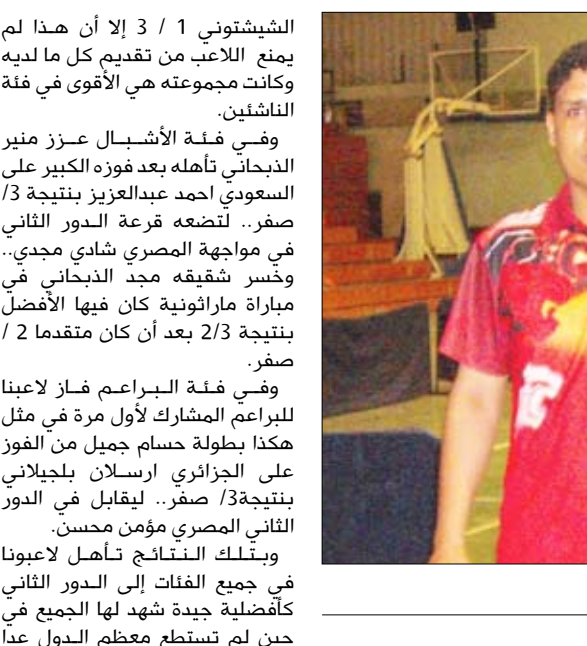 الشيشتوني 1 / 3 إلا أن هذا لم
يمنع اللاعب من تقديم كل ما لديه
وكانت مجموعته هي الأقوى في فئة
الناشئين.
وفي فئة الأشبال عزز منير
الذبحاني تأهله بعد فوزه الكبير على
السعودي احمد عبدالعزيز بنتيجة 3/
صفر.. لتضعه قرعة الدور الثاني
في مواجهة المصري شادي مجدي..
وخسر شقيقه مجد الذبحاني في
مباراة ماراثونية كان فيها الأفضل
بنتيجة 2/3 بعد أن كان متقدما 2 /
صفر.
وفي فئة البراعم فاز لاعبنا
للبراعم المشارك لأول مرة في مثل
هكذا بطولة حسام جميل من الفوز
على الجزائري ارسلان بلجيلاني
بنتيجة3/ صفر.. ليقابل في الدور
الثاني المصري مؤمن محسن.
وبتلك النتائج تأهل لاعبونا
في جميع الفئات إلى الدور الثاني
كأفضلية جيدة شهد لها الجميع في
حين لم تستطع معظم الدول عدا